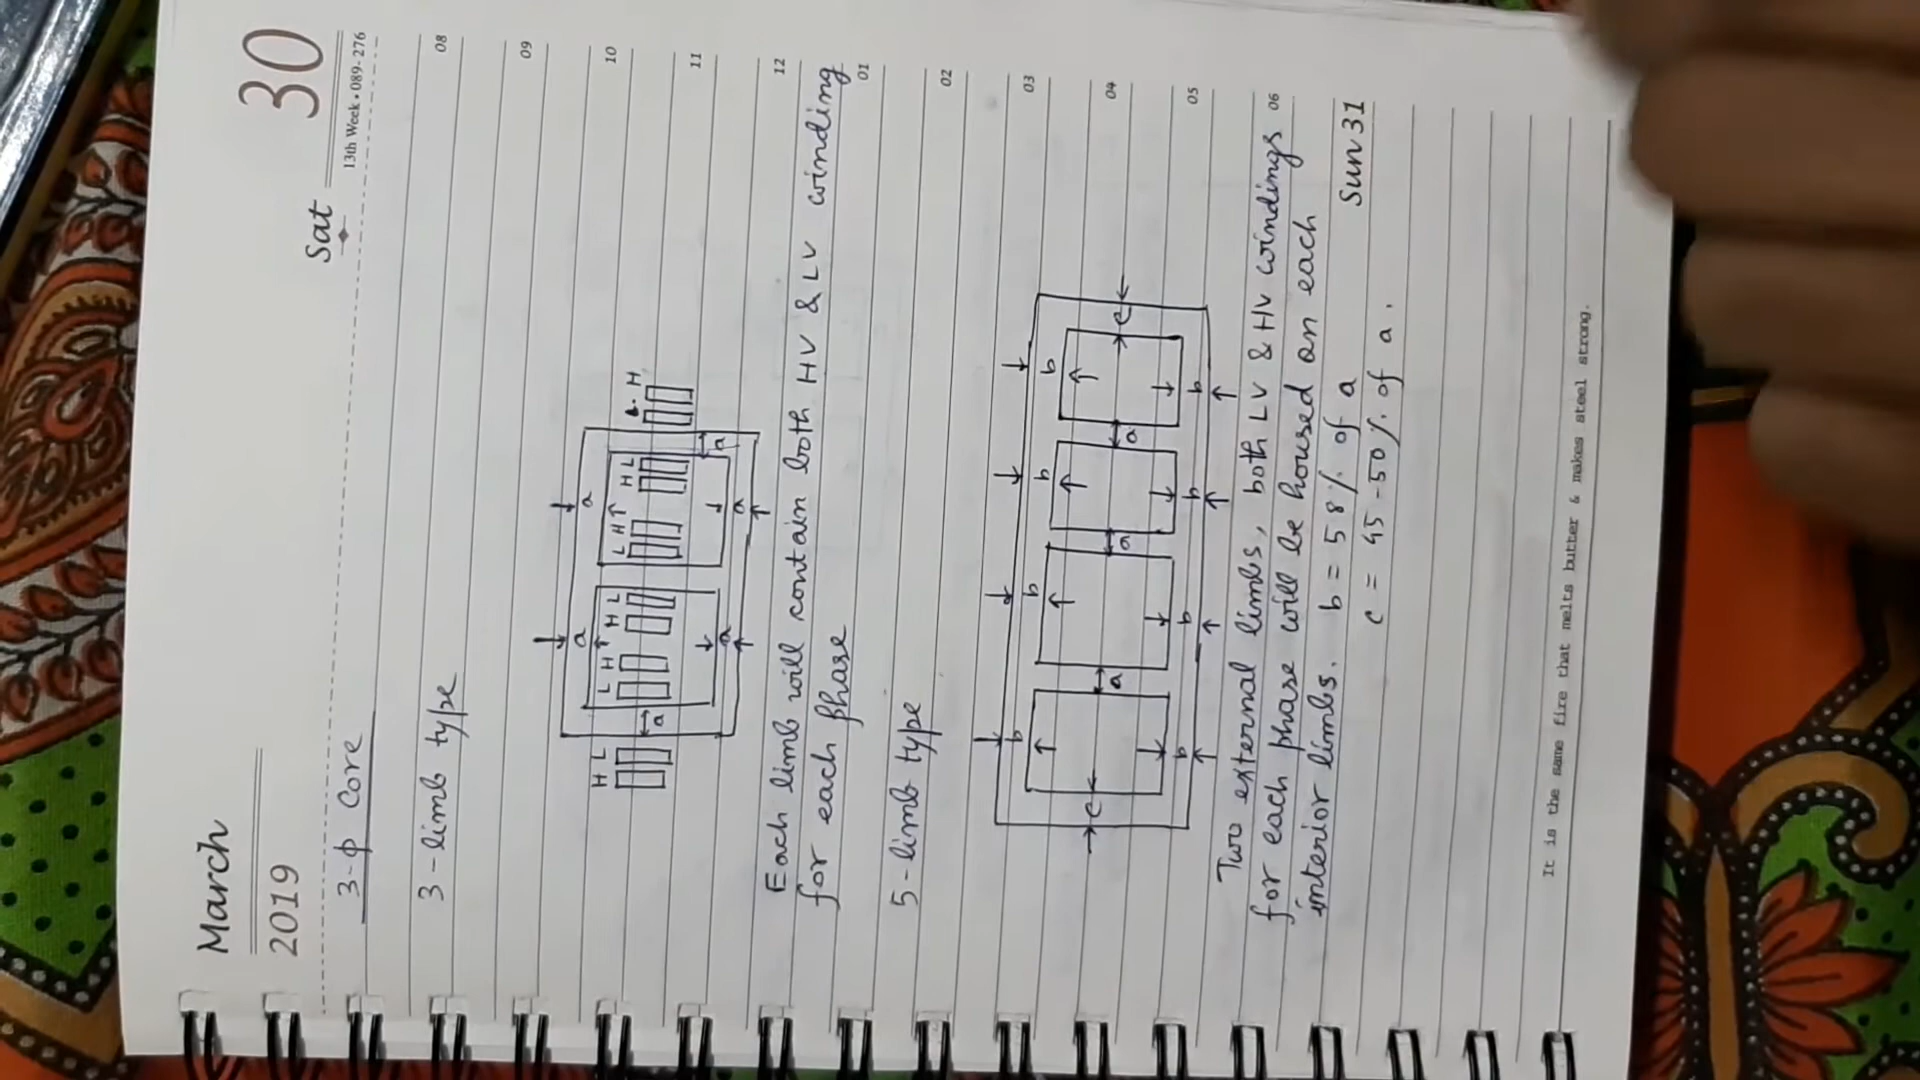 March
30
2019
Sat
13th Week • 089-276
3-φ Core
08
3-limb type
09
10
H L a L H H L L H H L L. H
a a
a a a
11
12
Each limb will contain both HV & LV winding
for each phase
01
5-limb type
02
03
b b b b
04
c a a a c
05
b b b b
Two external limbs, both LV & HV windings
06
for each phase will be housed on each
interior limbs. b = 58% of a
Sun 31
c = 45-50% of a.
It is the same fire that melts butter & makes steel strong.